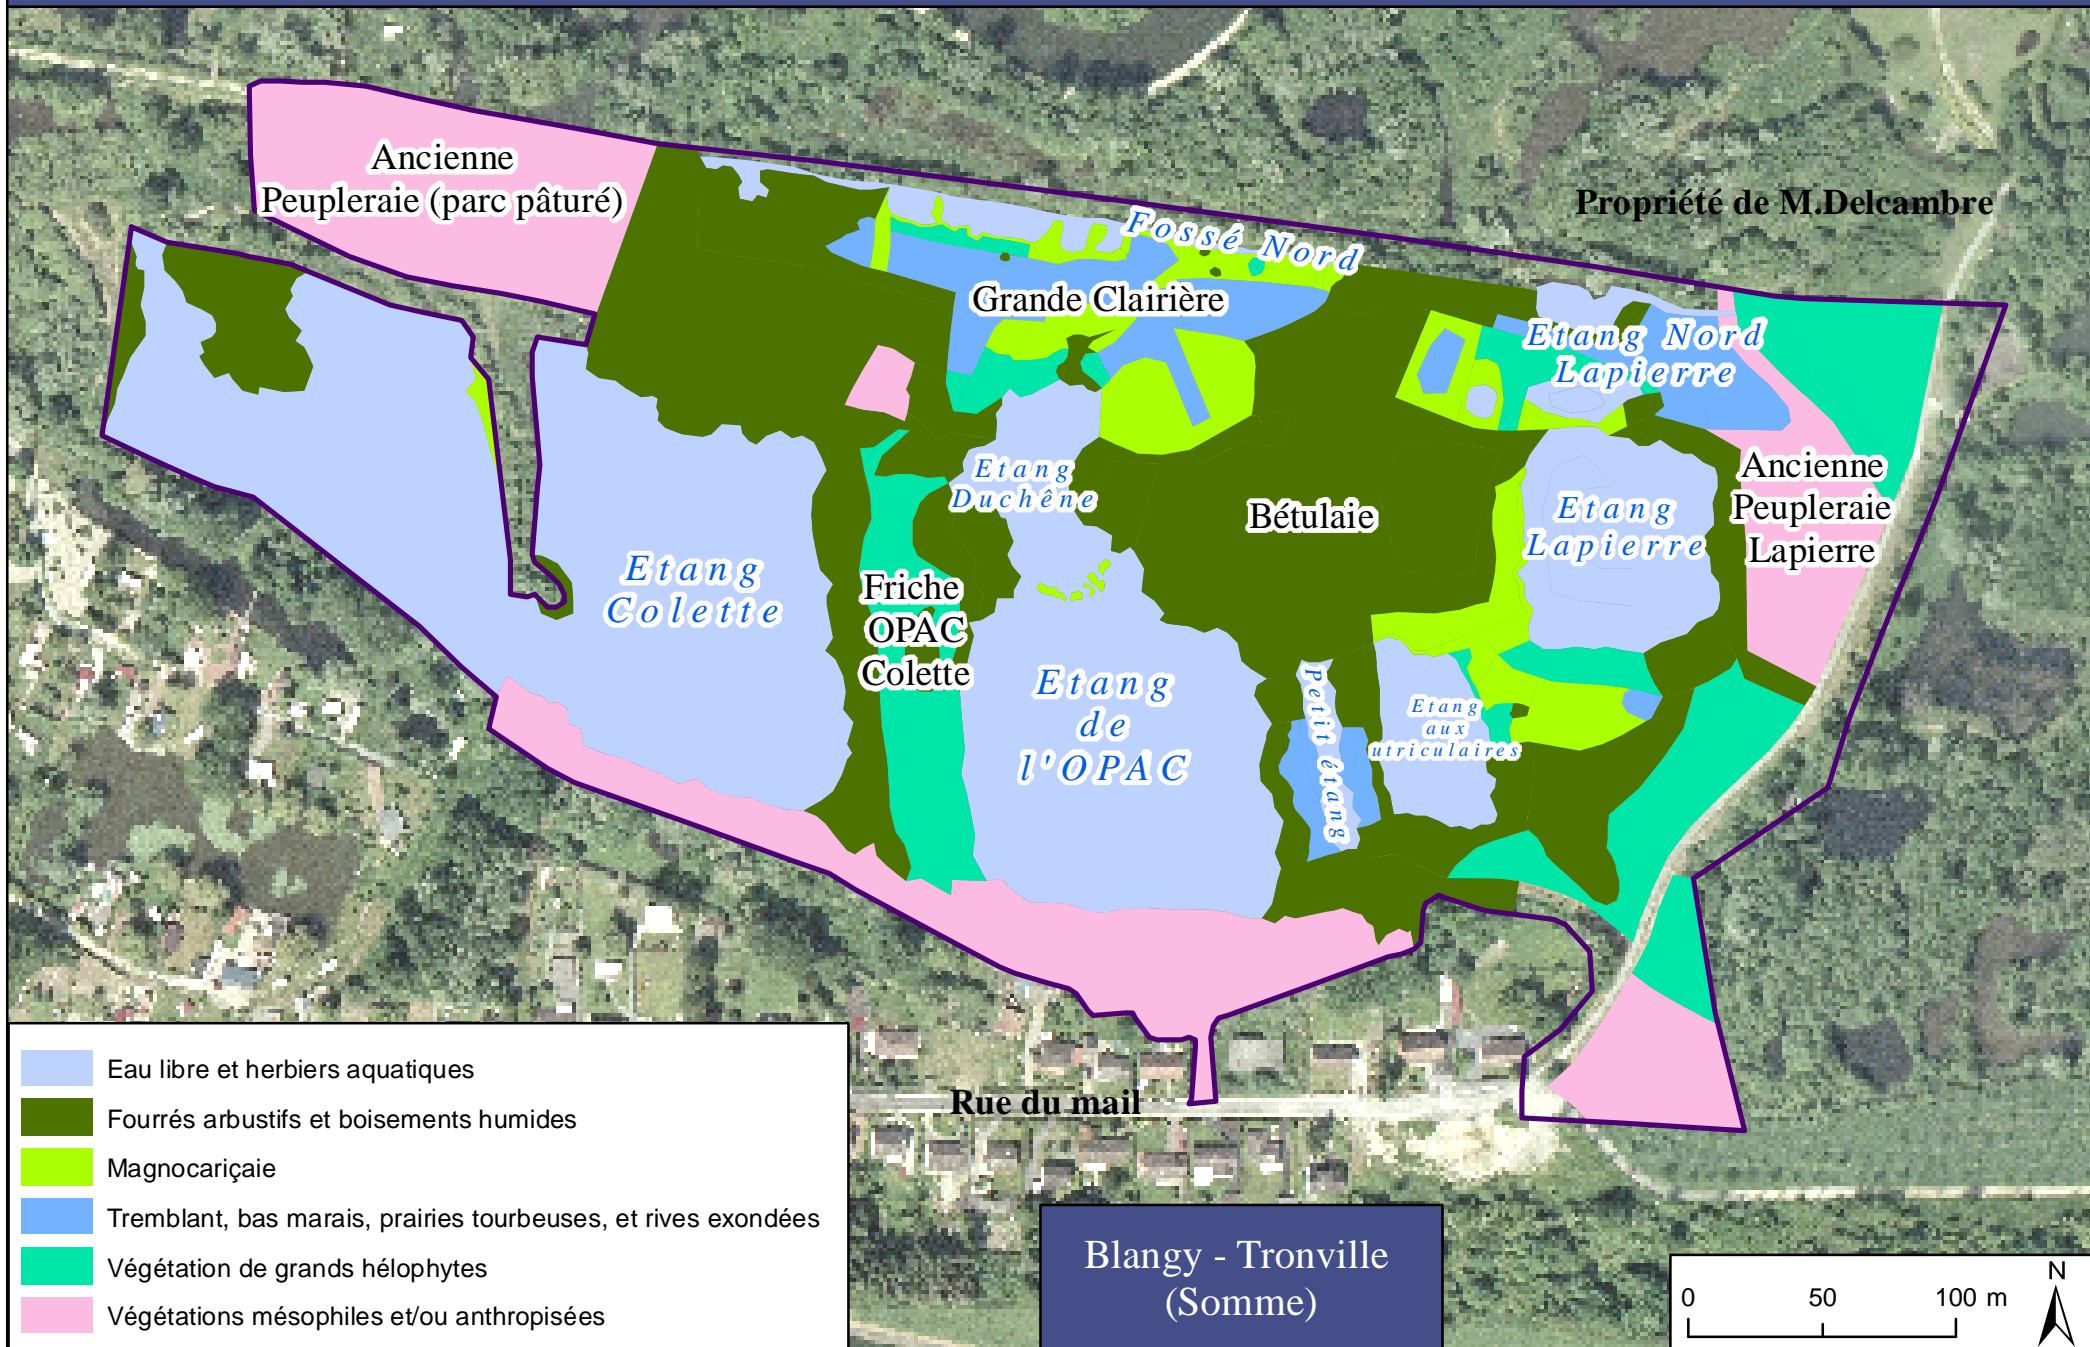 Ancienne
Peupleraie (parc pâturé)
Propriété de M.Delcambre
Fossé Nord
Grande Clairière
Etang Nord
Lapierre
Etang
Duchêne
Bétulaie
Etang
Lapierre
Ancienne
Peupleraie
Lapierre
Etang
Colette
Friche
OPAC
Colette
Etang
de
l'OPAC
Petit étang
Etang
aux
utriculaires
Rue du mail
Eau libre et herbiers aquatiques
Fourrés arbustifs et boisements humides
Magnocariçaie
Tremblant, bas marais, prairies tourbeuses, et rives exondées
Végétation de grands hélophytes
Végétations mésophiles et/ou anthropisées
Blangy - Tronville
(Somme)
0 50 100 m
N